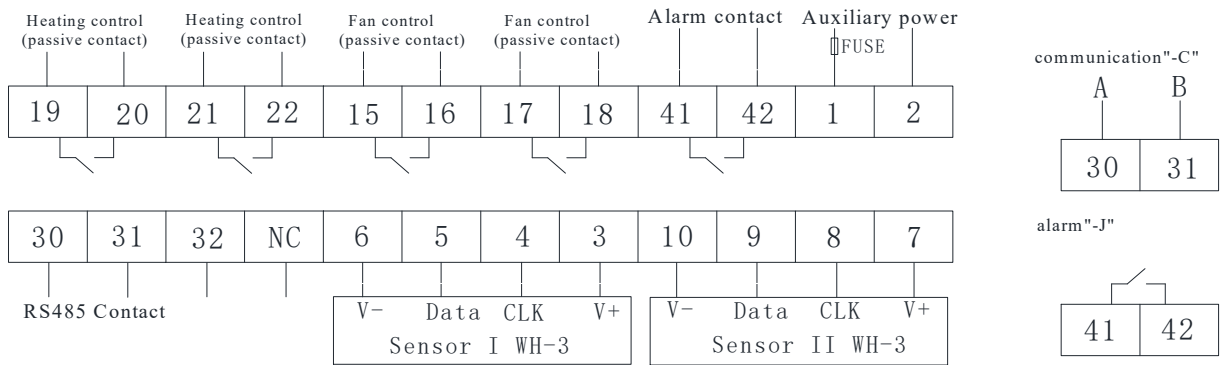 Heating control Heating control Fan control Fan control Alarm contact Auxiliary power
(passive contact) (passive contact) (passive contact) (passive contact)
FUSE
19 20 21 22 15 16 17 18 41 42 1 2
30 31 32 NC 6 5 4 3 10 9 8 7
RS485 Contact
V- Data CLK V+ V- Data CLK V+
Sensor I WH-3 Sensor II WH-3
communication"-C"
A B
30 31
alarm"-J"
41 42